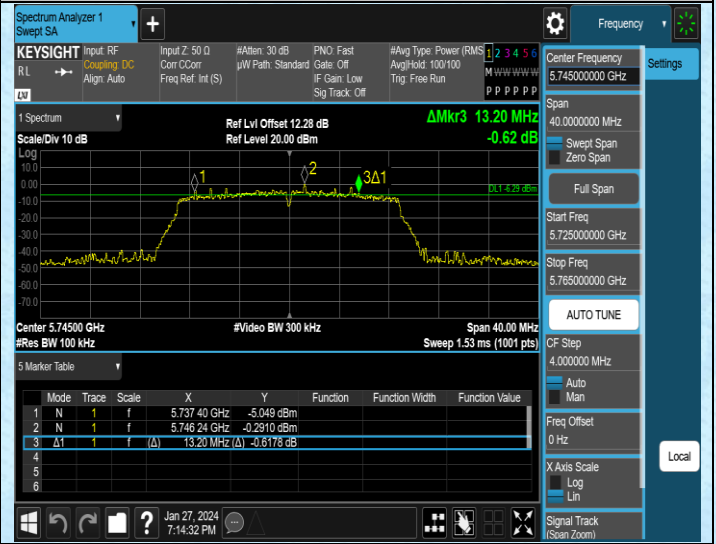 Spectrum Analyzer 1
Swept SA
+
Frequency
KEYSIGHT
RL
LXI
Input: RF
Coupling: DC
Align: Auto
Input Z: 50 Ω
Corr CCorr
Freq Ref: Int (S)
#Atten: 30 dB
µW Path: Standard
PNO: Fast
Gate: Off
IF Gain: Low
Sig Track: Off
#Avg Type: Power (RMS
Avg|Hold: 100/100
Trig: Free Run
1 2 3 4 5 6
M W W W W W
P P P P P P
1 Spectrum
Scale/Div 10 dB
Ref Lvl Offset 12.28 dB
Ref Level 20.00 dBm
ΔMkr3 13.20 MHz
-0.62 dB
Log
10.0
0.00
-10.0
-20.0
-30.0
-40.0
-50.0
-60.0
-70.0
1
2
3Δ1
DL1 -6.29 dBm
Center 5.74500 GHz
#Res BW 100 kHz
#Video BW 300 kHz
Span 40.00 MHz
Sweep 1.53 ms (1001 pts)
5 Marker Table
Mode Trace Scale X Y Function Function Width Function Value
1 N 1 f 5.737 40 GHz -5.049 dBm
2 N 1 f 5.746 24 GHz -0.2910 dBm
3 Δ1 1 f (Δ) 13.20 MHz (Δ) -0.6178 dB
4
5
6
Jan 27, 2024
7:14:32 PM
?
Center Frequency
5.745000000 GHz
Span
40.0000000 MHz
Swept Span
Zero Span
Full Span
Start Freq
5.725000000 GHz
Stop Freq
5.765000000 GHz
AUTO TUNE
CF Step
4.000000 MHz
Auto
Man
Freq Offset
0 Hz
X Axis Scale
Log
Lin
Signal Track
(Span Zoom)
Settings
Local